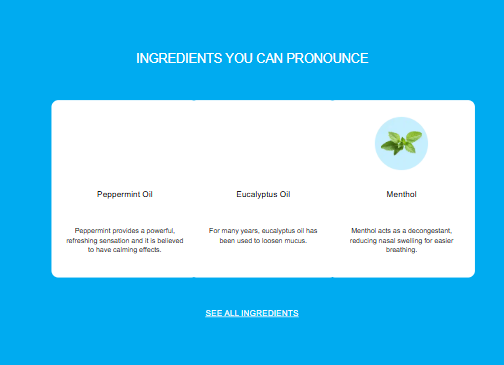 INGREDIENTS YOU CAN PRONOUNCE
Peppermint Oil
Peppermint provides a powerful,
refreshing sensation and it is believed
to have calming effects.
Eucalyptus Oil
For many years, eucalyptus oil has
been used to loosen mucus.
Menthol
Menthol acts as a decongestant,
reducing nasal swelling for easier
breathing.
SEE ALL INGREDIENTS